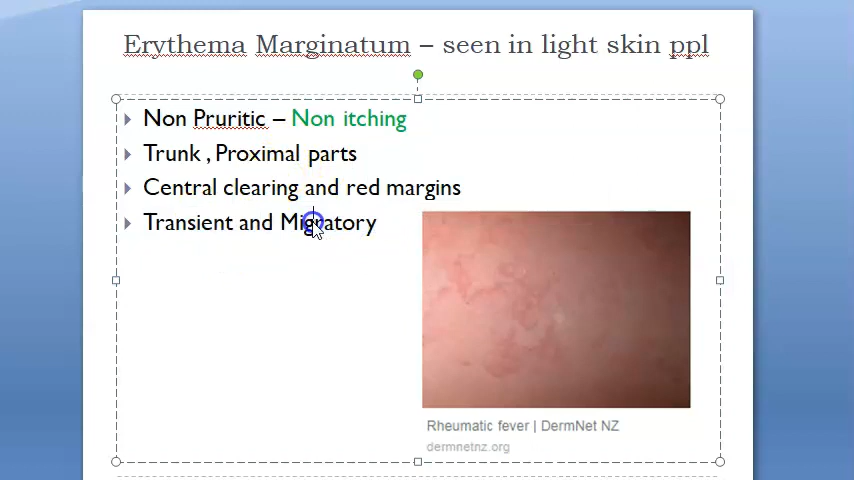 Erythema Marginatum – seen in light skin ppl
Non Pruritic – Non itching
Trunk , Proximal parts
Central clearing and red margins
Transient and Migratory
Rheumatic fever | DermNet NZ
dermnetnz.org